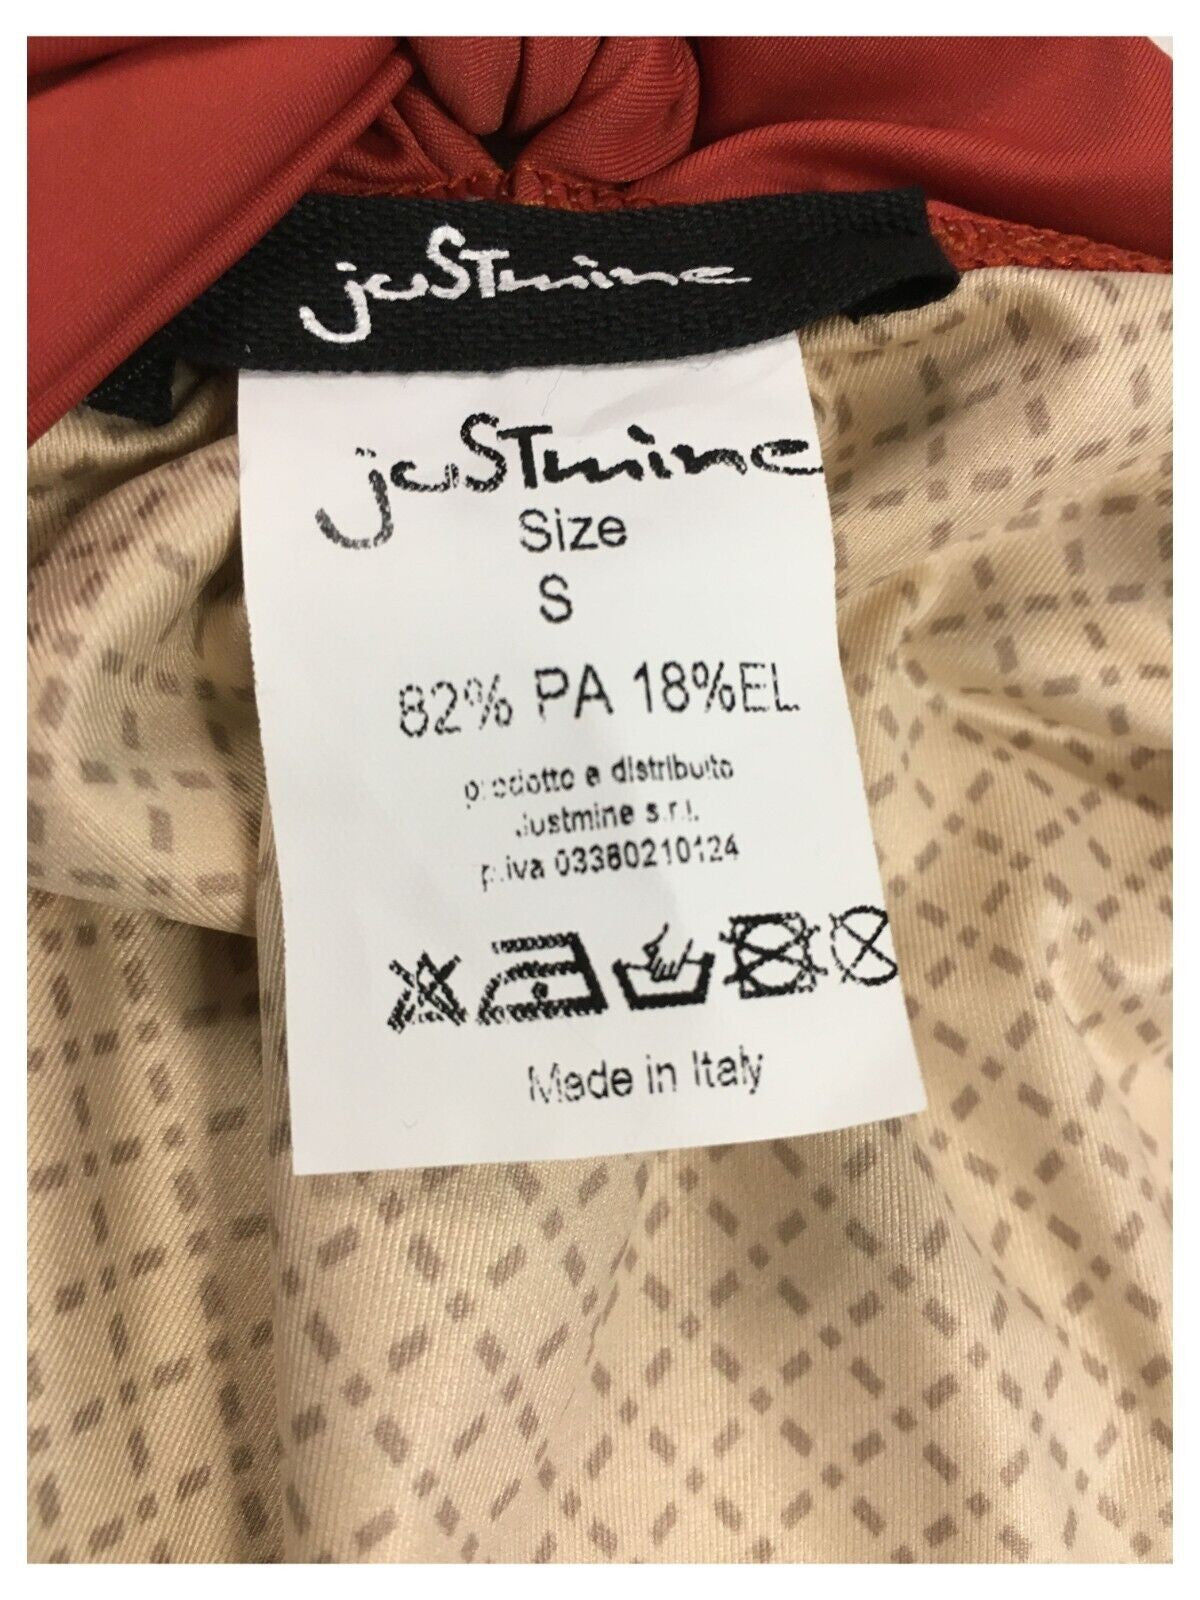 juSTmine
juSTmine
Size
S
82% PA 18%EL
prodotto e distribuito
Justmine s.r.l.
p.iva 03380210124
Made in Italy